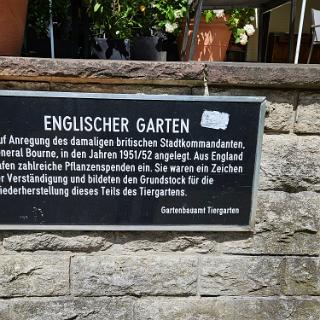 ENGLISCHER GARTEN
uf Anregung des damaligen britischen Stadtkommandanten,
eneral Bourne, in den Jahren 1951/52 angelegt. Aus England
afen zahlreiche Pflanzenspenden ein. Sie waren ein Zeichen
er Verständigung und bildeten den Grundstock für die
iederherstellung dieses Teils des Tiergartens.
Gartenbauamt Tiergarten